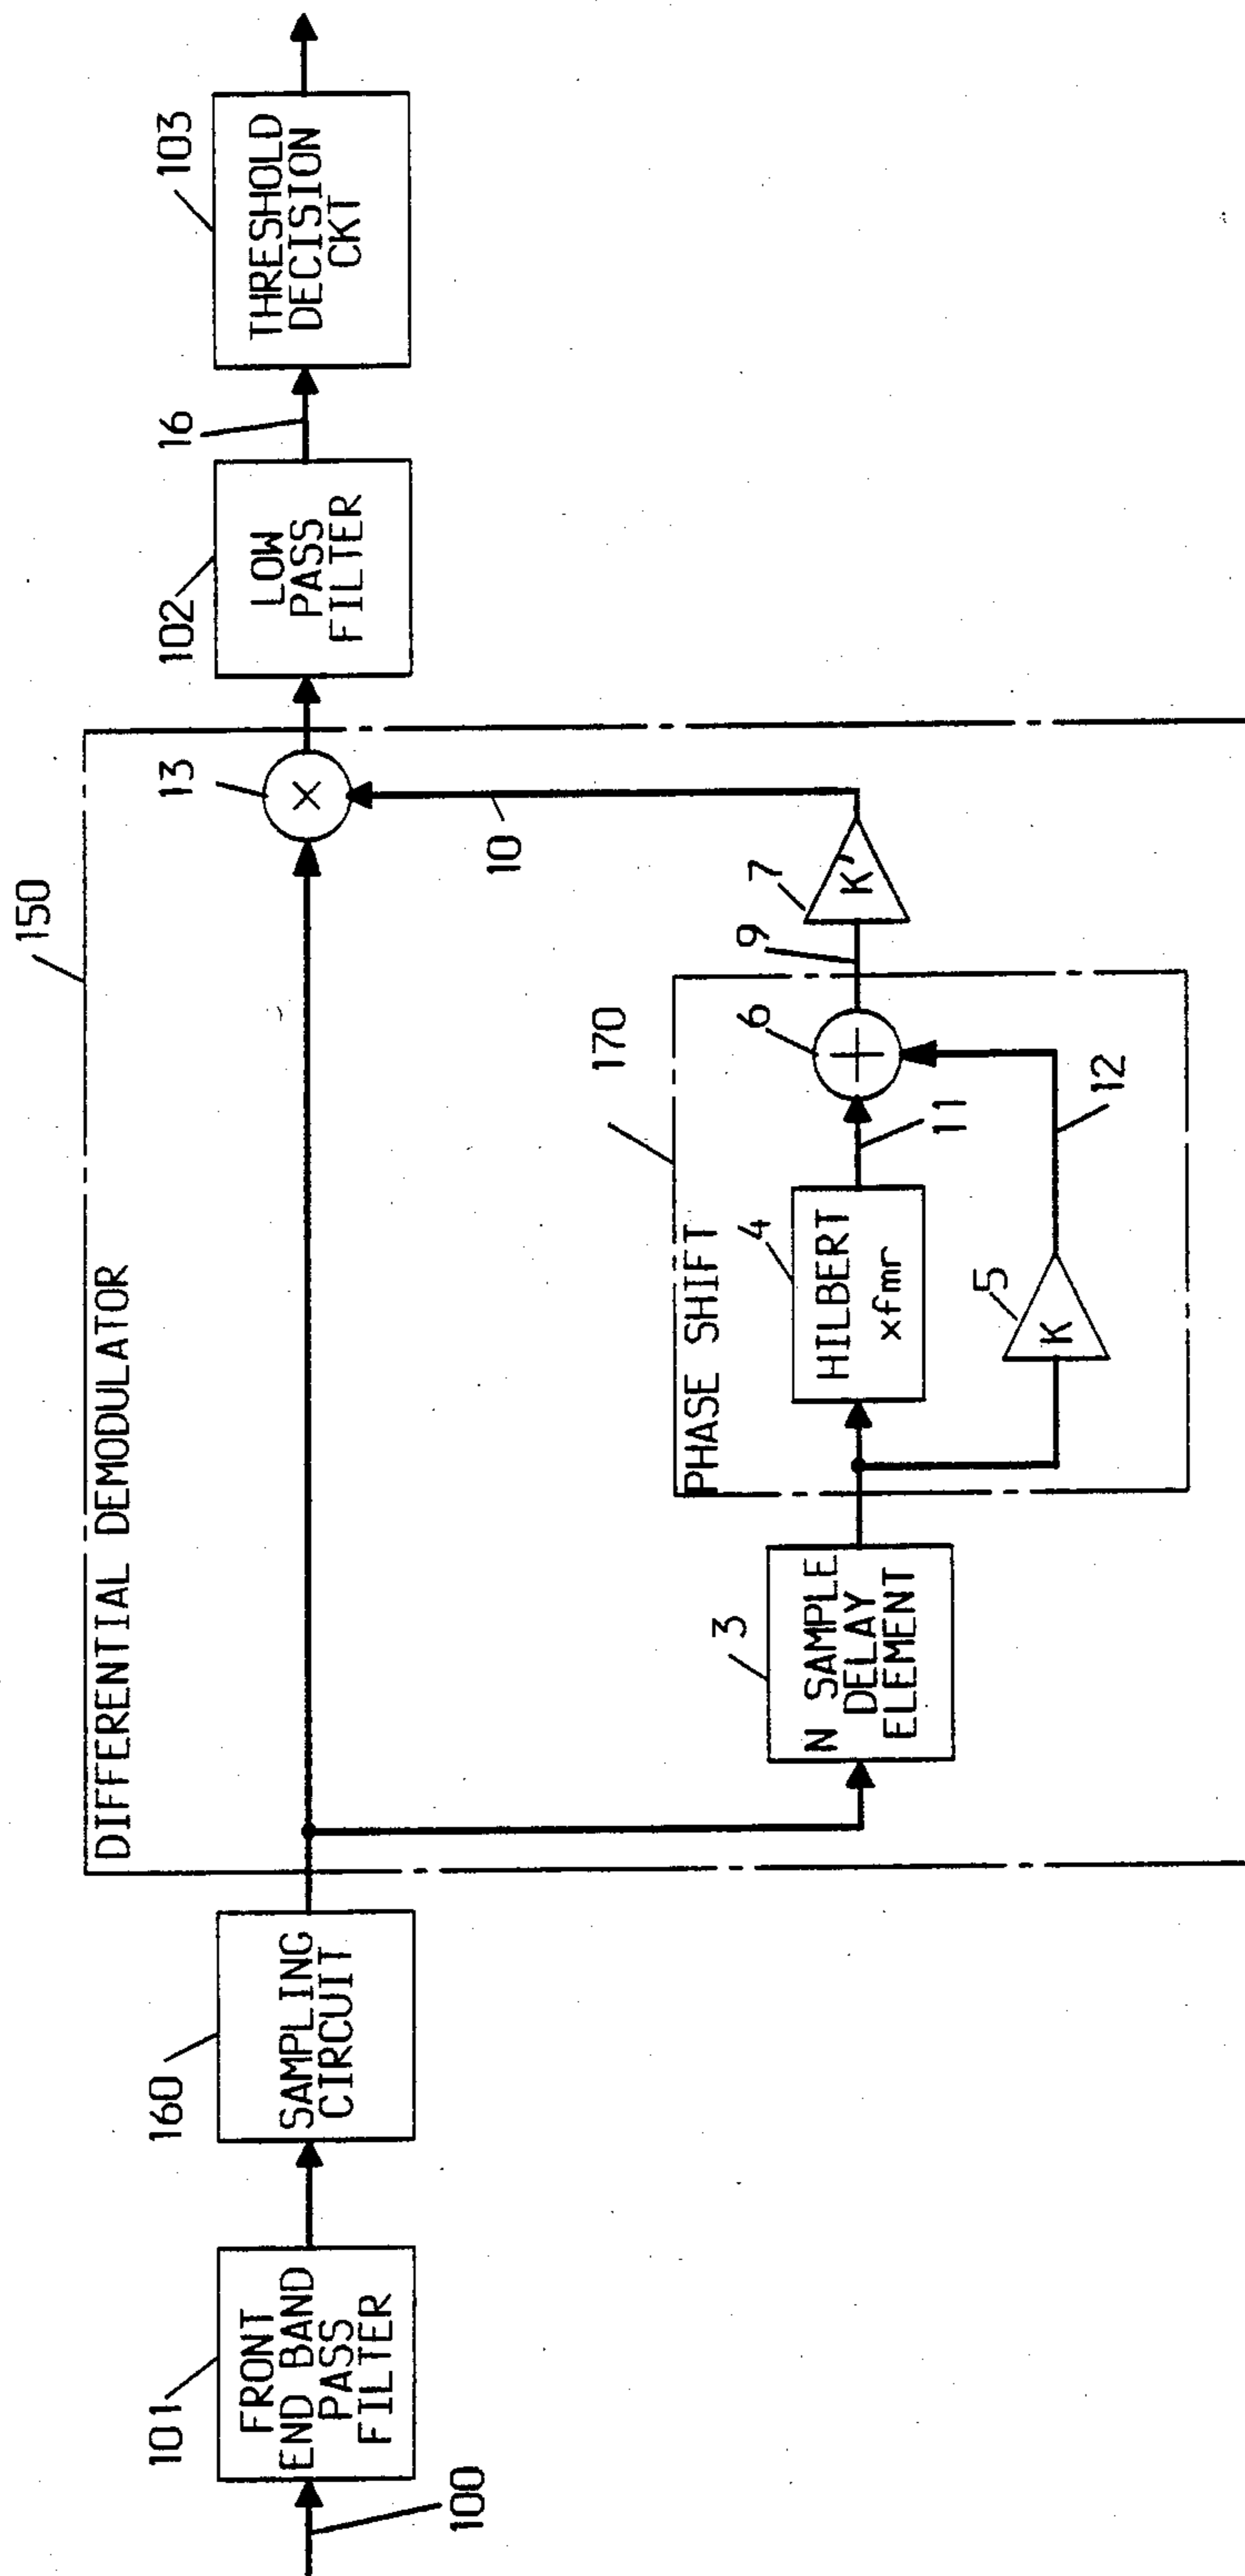 DIFFERENTIAL DEMODULATOR
150
100
101
FRONT
END BAND
PASS
FILTER
160
SAMPLING
CIRCUIT
13
×
10
102
LOW
PASS
FILTER
16
103
THRESHOLD
DECISION
CKT
3
N SAMPLE
DELAY
ELEMENT
PHASE SHIFT
170
4
HILBERT
xfmr
11
6
+
9
7
K'
5
K
12